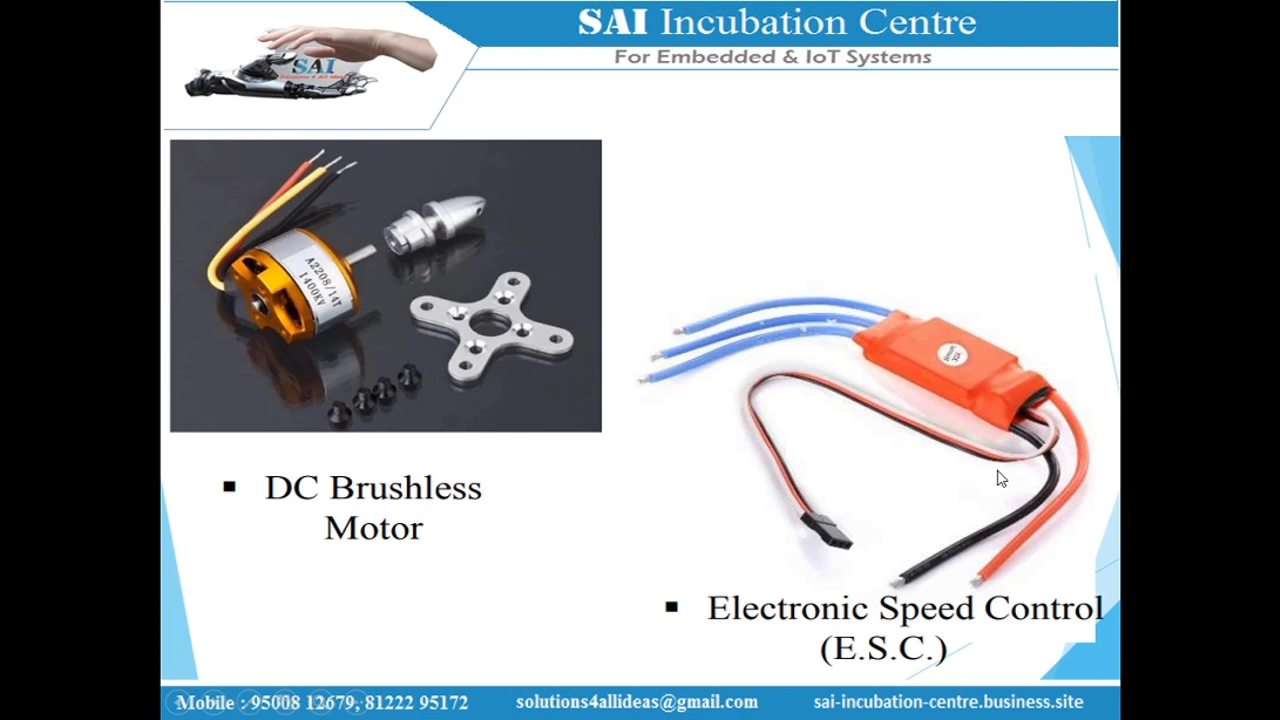 SAI Incubation Centre
For Embedded & IoT Systems
SAI
A2208/14T
1400KV
▪ DC Brushless
Motor
30A
▪ Electronic Speed Control
(E.S.C.)
Mobile : 95008 12679, 81222 95172
solutions4allideas@gmail.com
sai-incubation-centre.business.site